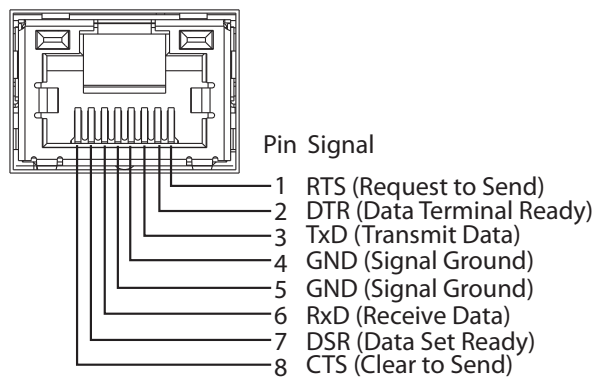 Pin Signal
1 RTS (Request to Send)
2 DTR (Data Terminal Ready)
3 TxD (Transmit Data)
4 GND (Signal Ground)
5 GND (Signal Ground)
6 RxD (Receive Data)
7 DSR (Data Set Ready)
8 CTS (Clear to Send)